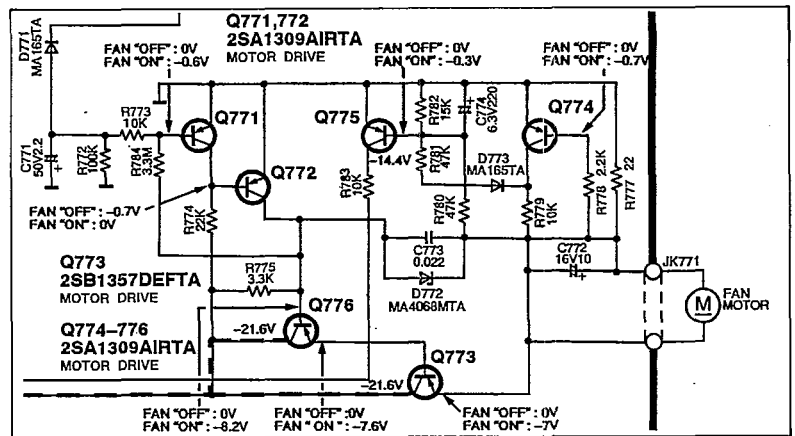 D771
MA165TA
Q771,772
2SA1309AIRTA
MOTOR DRIVE
FAN "OFF" : 0V
FAN "ON" : –0.6V
FAN "OFF" : 0V
FAN "ON" : –0.3V
FAN "OFF" : 0V
FAN "ON" : –0.7V
R773
10K
Q771
Q775
R782
15K
C774
6.3V220
Q774
C771
50V2.2
R772
100K
R784
3.3M
Q772
–14.4V
R781
47K
D773
MA165TA
R783
10K
R778 2.2K
R777 22
FAN "OFF" : –0.7V
FAN "ON" : 0V
R774
22K
R780
47K
R779
10K
Q773
2SB1357DEFTA
MOTOR DRIVE
R775
3.3K
C773
0.022
C772
16V10
JK771
D772
MA4068MTA
M
FAN
MOTOR
Q776
Q774–776
2SA1309AIRTA
MOTOR DRIVE
–21.6V
Q773
–21.6V
FAN "OFF" : 0V
FAN "ON" : –8.2V
FAN "OFF" : 0V
FAN " ON" : –7.6V
FAN "OFF" : 0V
FAN "ON" : –7V